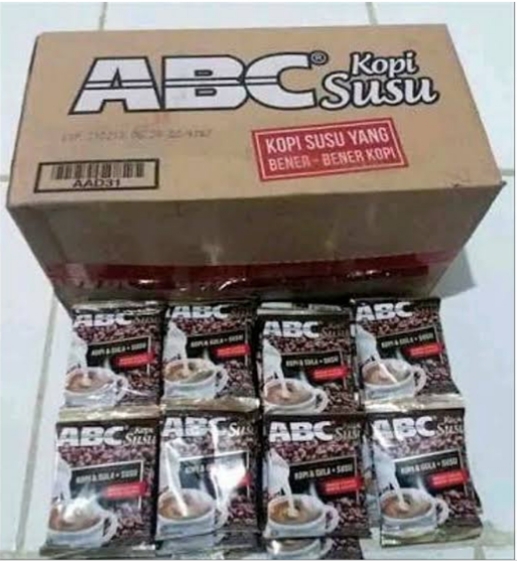 ABC® Kopi
Susu
KOPI SUSU YANG
BENER - BENER KOPI
AAD31
ABC
ABC
ABC Susu
ABC
KOPI & GULA + SUSU
KOPI & GULA + SUSU
KOPI & GULA + SUSU
KOPI & GULA + SUSU
ABC Kopi
Susu
ABC Susu
ABC Susu
ABC Kopi
Susu
KOPI & GULA + SUSU
KOPI & GULA + SUSU
KOPI & GULA + SUSU
KOPI & GULA + SUSU